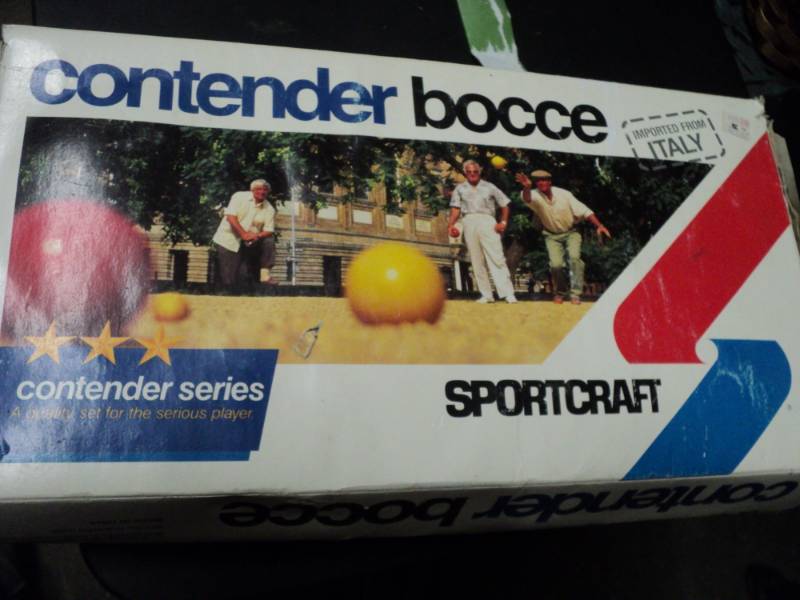 contender bocce
IMPORTED FROM
ITALY
contender series
A quality set for the serious player.
SPORTCRAFT
contender bocce